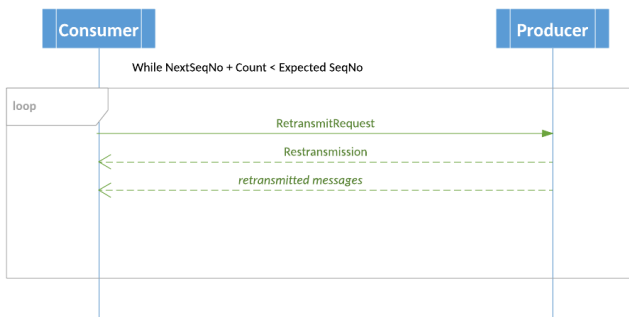 Consumer
Producer
While NextSeqNo + Count < Expected SeqNo
loop
RetransmitRequest
Restransmission
retransmitted messages